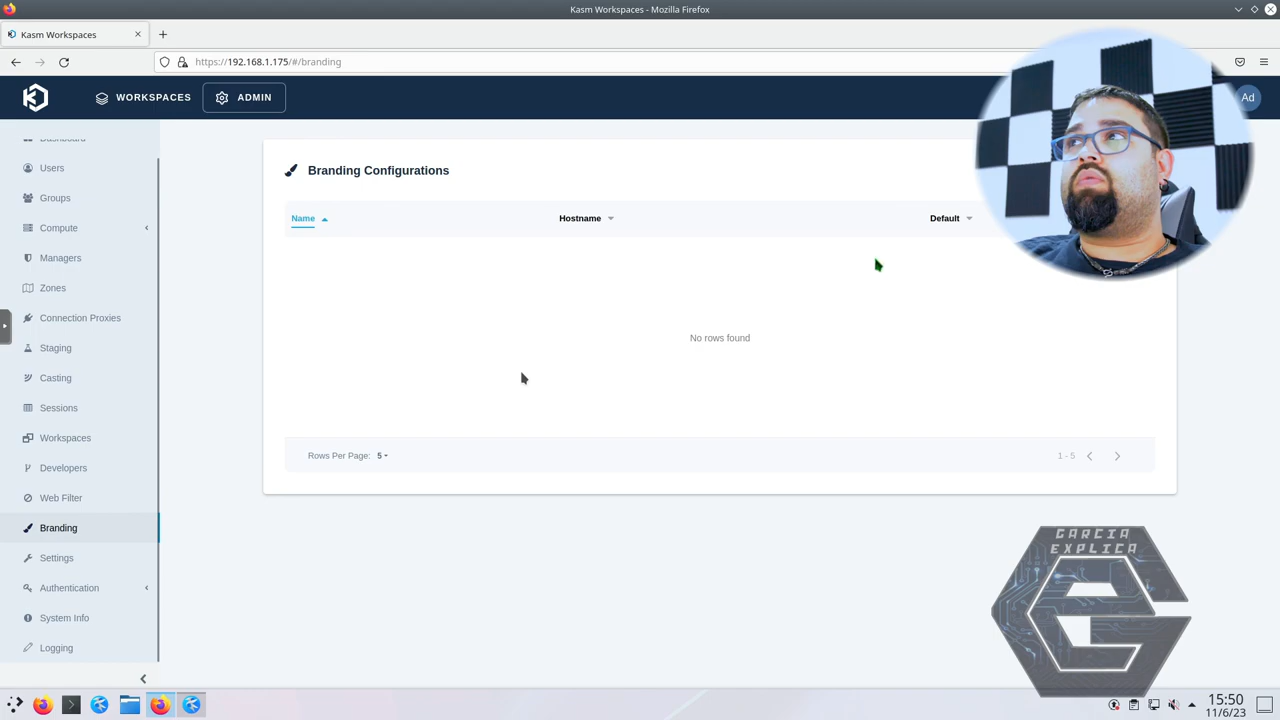 Kasm Workspaces - Mozilla Firefox
Kasm Workspaces
https://192.168.1.175/#/branding
WORKSPACES
ADMIN
Ad
Dashboard
Users
Groups
Compute
Managers
Zones
Connection Proxies
Staging
Casting
Sessions
Workspaces
Developers
Web Filter
Branding
Settings
Authentication
System Info
Logging
Branding Configurations
Name
Hostname
Default
No rows found
Rows Per Page: 5
1 - 5
GARCIA
EXPLICA
15:50
11/6/23